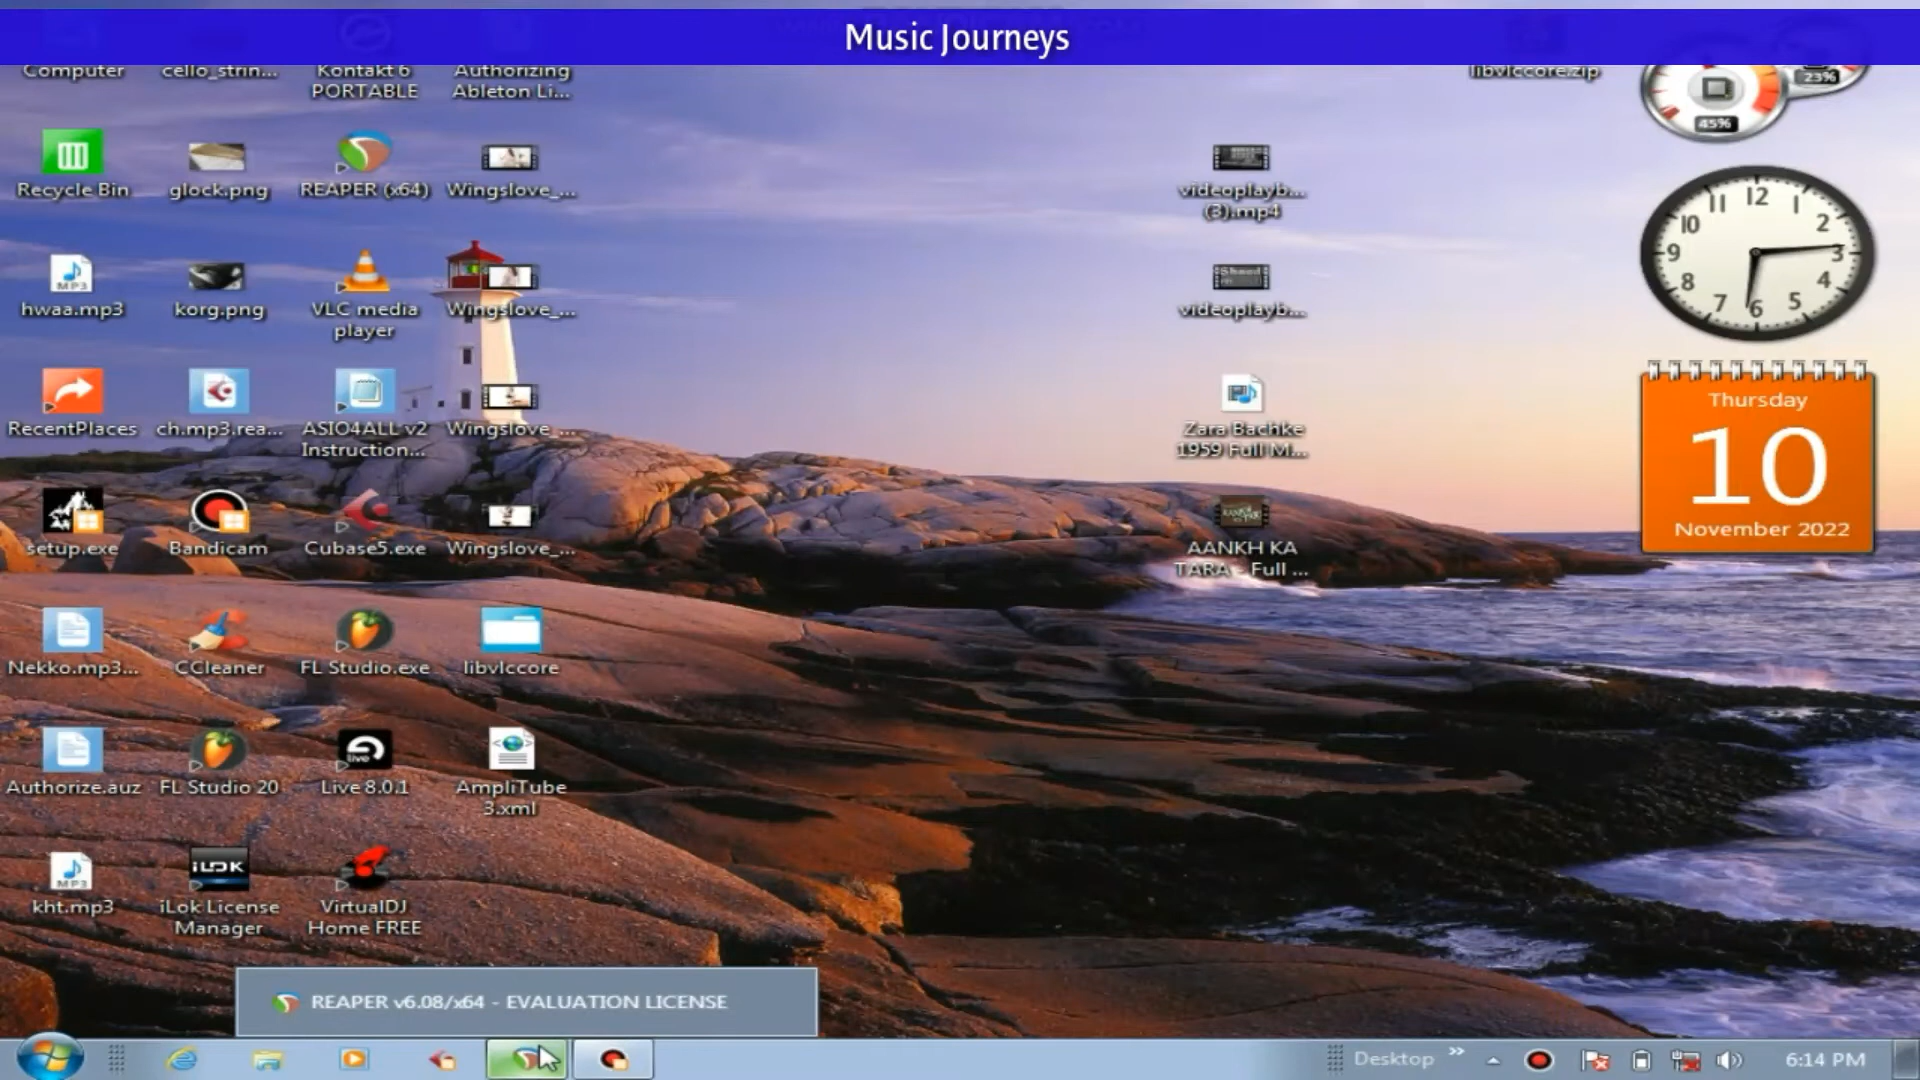 Music Journeys
Computer
cello_strin...
Kontakt 6
PORTABLE
Authorizing
Ableton Li...
libvlccore.zip
23%
45%
Recycle Bin
glock.png
REAPER (x64)
Wingslove_...
videoplayb...
(3).mp4
12
1
2
3
4
5
6
7
8
9
10
11
MP3
hwaa.mp3
korg.png
VLC media
player
Wingslove_...
videoplayb...
Thursday
10
November 2022
RecentPlaces
ch.mp3.rea...
ASIO4ALL v2
Instruction...
Wingslove_...
Zara Bachke
1959 Full M...
setup.exe
Bandicam
Cubase5.exe
Wingslove_...
AANKH KA
TARA - Full ...
Nekko.mp3...
CCleaner
FL Studio.exe
libvlccore
Authorize.auz
FL Studio 20
live
Live 8.0.1
AmpliTube
3.xml
MP3
kht.mp3
iLOK
iLok License
Manager
VirtualDJ
Home FREE
REAPER v6.08/x64 - EVALUATION LICENSE
Desktop
6:14 PM